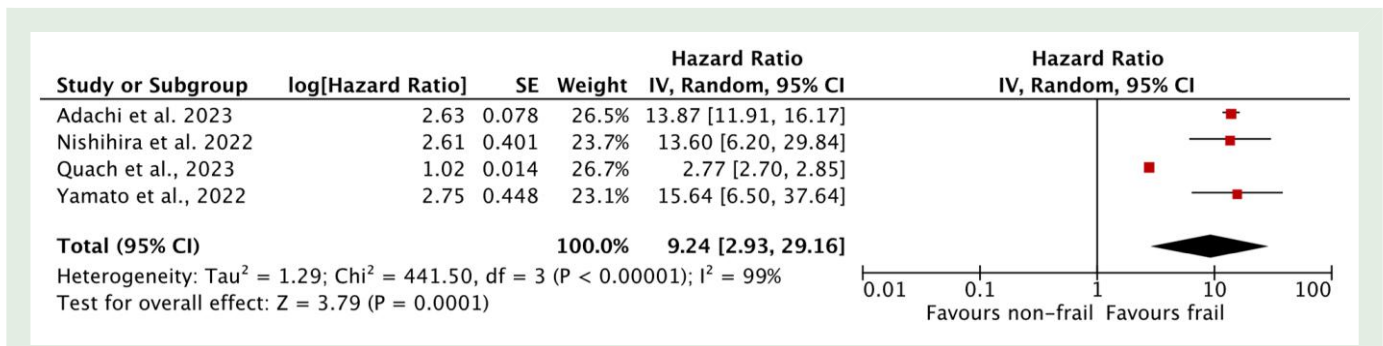 Hazard Ratio Hazard Ratio
Study or Subgroup log[Hazard Ratio] SE Weight IV, Random, 95% CI IV, Random, 95% CI
Adachi et al. 2023 2.63 0.078 26.5% 13.87 [11.91, 16.17]
Nishihira et al. 2022 2.61 0.401 23.7% 13.60 [6.20, 29.84]
Quach et al., 2023 1.02 0.014 26.7% 2.77 [2.70, 2.85]
Yamato et al., 2022 2.75 0.448 23.1% 15.64 [6.50, 37.64]
Total (95% CI) 100.0% 9.24 [2.93, 29.16]
Heterogeneity: Tau² = 1.29; Chi² = 441.50, df = 3 (P < 0.00001); I² = 99%
Test for overall effect: Z = 3.79 (P = 0.0001)
0.01 0.1 1 10 100
Favours non-frail Favours frail